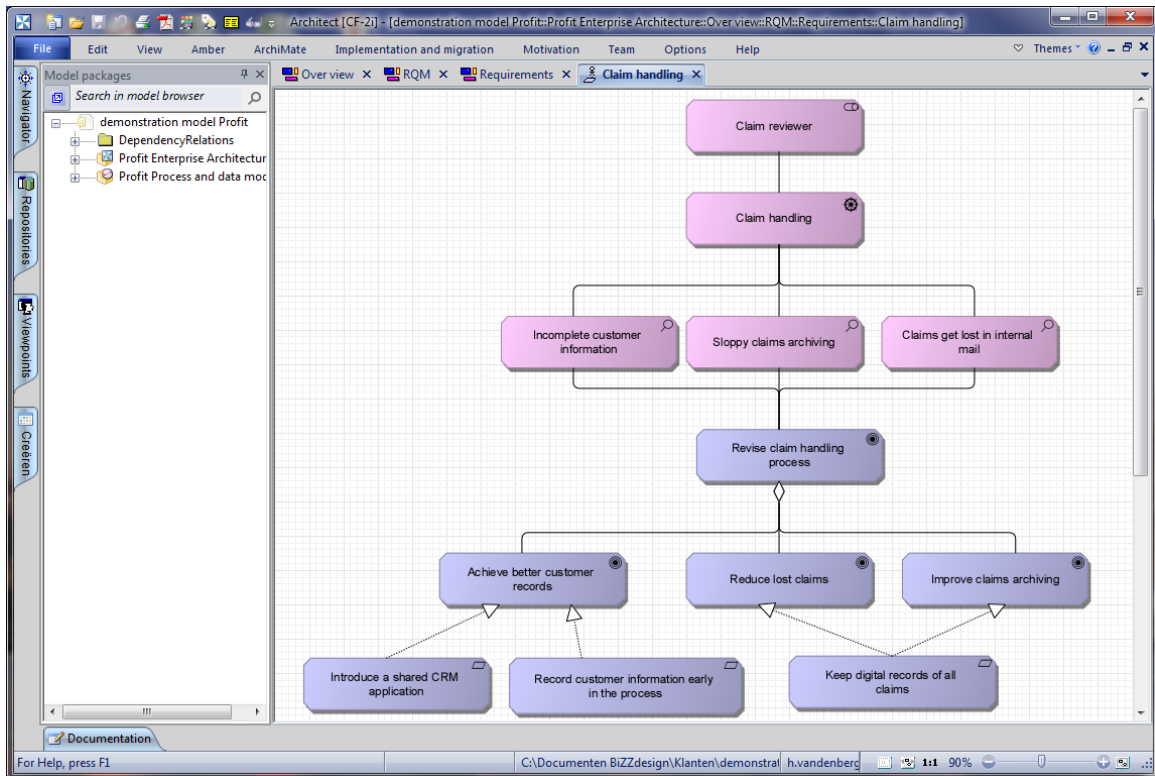 Architect [CF-2i] - [demonstration model Profit::Profit Enterprise Architecture::Over view::RQM::Requirements::Claim handling]
File Edit View Amber ArchiMate Implementation and migration Motivation Team Options Help Themes
Navigator
Repositories
Viewpoints
Creëren
Model packages
Search in model browser
demonstration model Profit
DependencyRelations
Profit Enterprise Architectur
Profit Process and data moc
Over view RQM Requirements Claim handling
Claim reviewer
Claim handling
Incomplete customer
information
Sloppy claims archiving
Claims get lost in internal
mail
Revise claim handling
process
Achieve better customer
records
Reduce lost claims
Improve claims archiving
Introduce a shared CRM
application
Record customer information early
in the process
Keep digital records of all
claims
Documentation
For Help, press F1 C:\Documenten BiZZdesign\Klanten\demonstrat h.vandenberg 1:1 90%